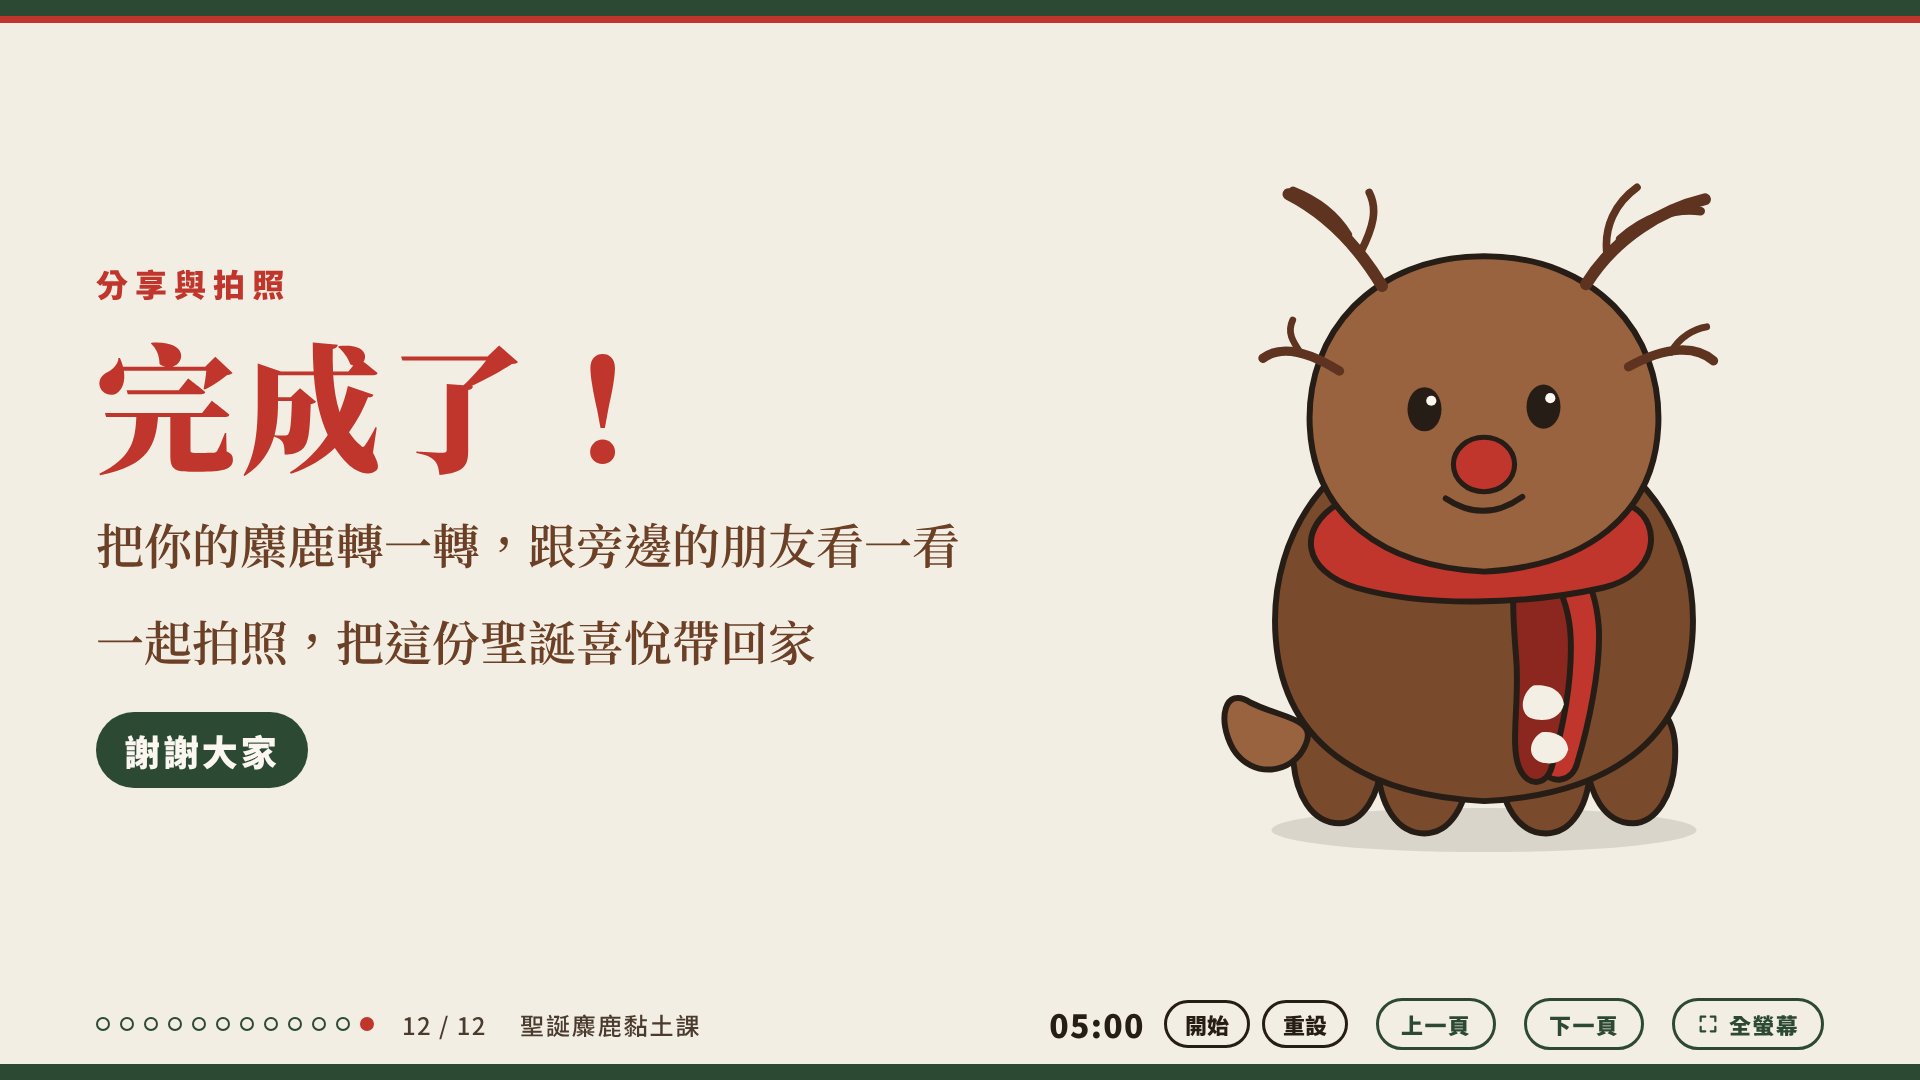 分享與拍照
完成了！
把你的麋鹿轉一轉，跟旁邊的朋友看一看
一起拍照，把這份聖誕喜悅帶回家
謝謝大家
12 / 12 聖誕麋鹿黏土課 05:00 開始 重設 上一頁 下一頁 全螢幕